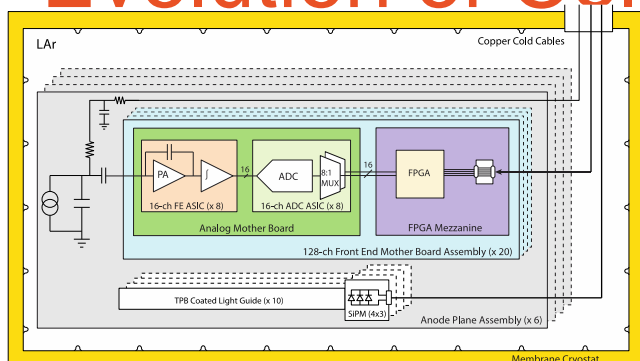 LAr
Copper Cold Cables
PA
∫
16
ADC
8:1
MUX
16
FPGA
16-ch FE ASIC (x 8)
16-ch ADC ASIC (x 8)
Analog Mother Board
FPGA Mezzanine
128-ch Front End Mother Board Assembly (x 20)
TPB Coated Light Guide (x 10)
SiPM (4x3)
Anode Plane Assembly (x 6)
Membrane Cryostat